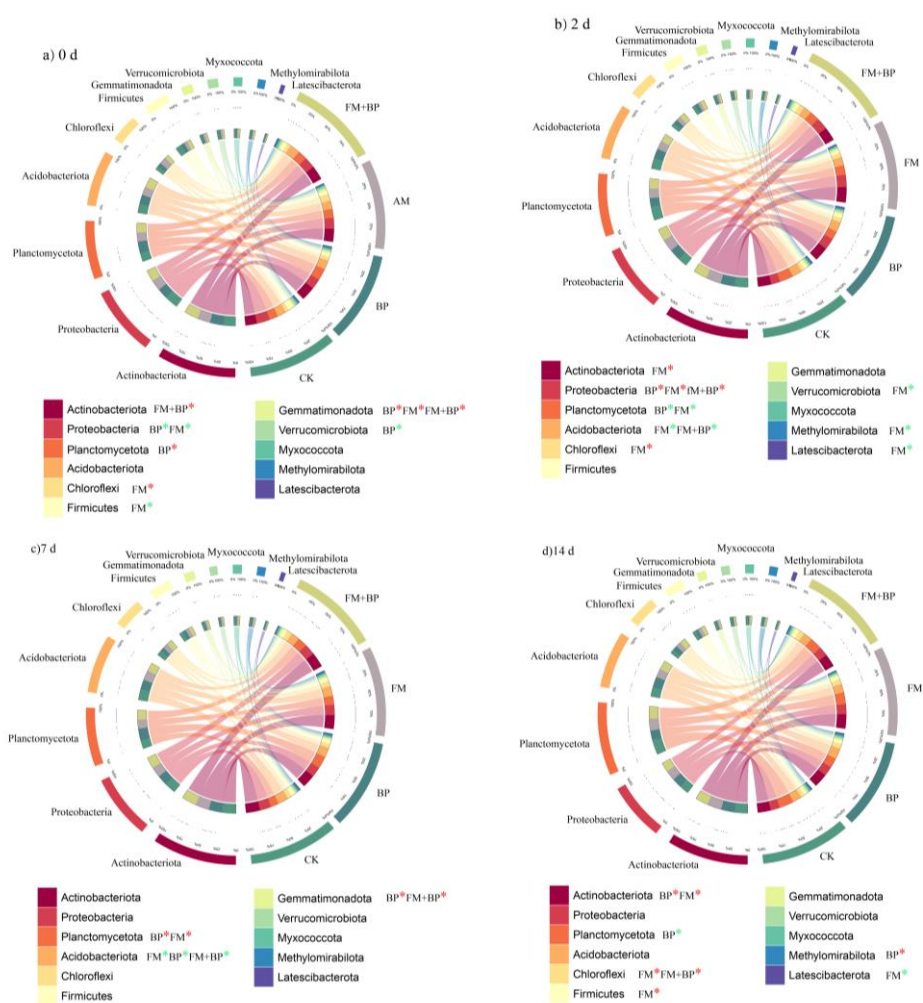 a) 0 d
Myxococcota
Verrucomicrobiota
Methylomirabilota
Gemmatimonadota
Latescibacterota
Firmicutes
FM+BP
Chloroflexi
Acidobacteriota
AM
Planctomycetota
BP
Proteobacteria
CK
Actinobacteriota
Actinobacteriota FM+BP*
Proteobacteria BP*FM*
Planctomycetota BP*
Acidobacteriota
Chloroflexi FM*
Firmicutes FM*
Gemmatimonadota BP*FM*FM+BP*
Verrucomicrobiota BP*
Myxococcota
Methylomirabilota
Latescibacterota
b) 2 d
Myxococcota
Verrucomicrobiota
Methylomirabilota
Gemmatimonadota
Latescibacterota
Firmicutes
FM+BP
Chloroflexi
Acidobacteriota
FM
Planctomycetota
BP
Proteobacteria
CK
Actinobacteriota
Actinobacteriota FM*
Proteobacteria BP*FM*fM+BP*
Planctomycetota BP*FM*
Acidobacteriota FM*FM+BP*
Chloroflexi FM*
Firmicutes
Gemmatimonadota
Verrucomicrobiota FM*
Myxococcota
Methylomirabilota FM*
Latescibacterota FM*
c)7 d
Myxococcota
Verrucomicrobiota
Methylomirabilota
Gemmatimonadota
Latescibacterota
Firmicutes
FM+BP
Chloroflexi
Acidobacteriota
FM
Planctomycetota
BP
Proteobacteria
CK
Actinobacteriota
Actinobacteriota
Proteobacteria
Planctomycetota BP*FM*
Acidobacteriota FM*BP*FM+BP*
Chloroflexi
Firmicutes
Gemmatimonadota BP*FM+BP*
Verrucomicrobiota
Myxococcota
Methylomirabilota
Latescibacterota
d)14 d
Myxococcota
Verrucomicrobiota
Methylomirabilota
Gemmatimonadota
Latescibacterota
Firmicutes
FM+BP
Chloroflexi
Acidobacteriota
FM
Planctomycetota
BP
Proteobacteria
CK
Actinobacteriota
Actinobacteriota BP*FM*
Proteobacteria
Planctomycetota BP*
Acidobacteriota
Chloroflexi FM*FM+BP*
Firmicutes FM*
Gemmatimonadota
Verrucomicrobiota
Myxococcota
Methylomirabilota BP*
Latescibacterota FM*